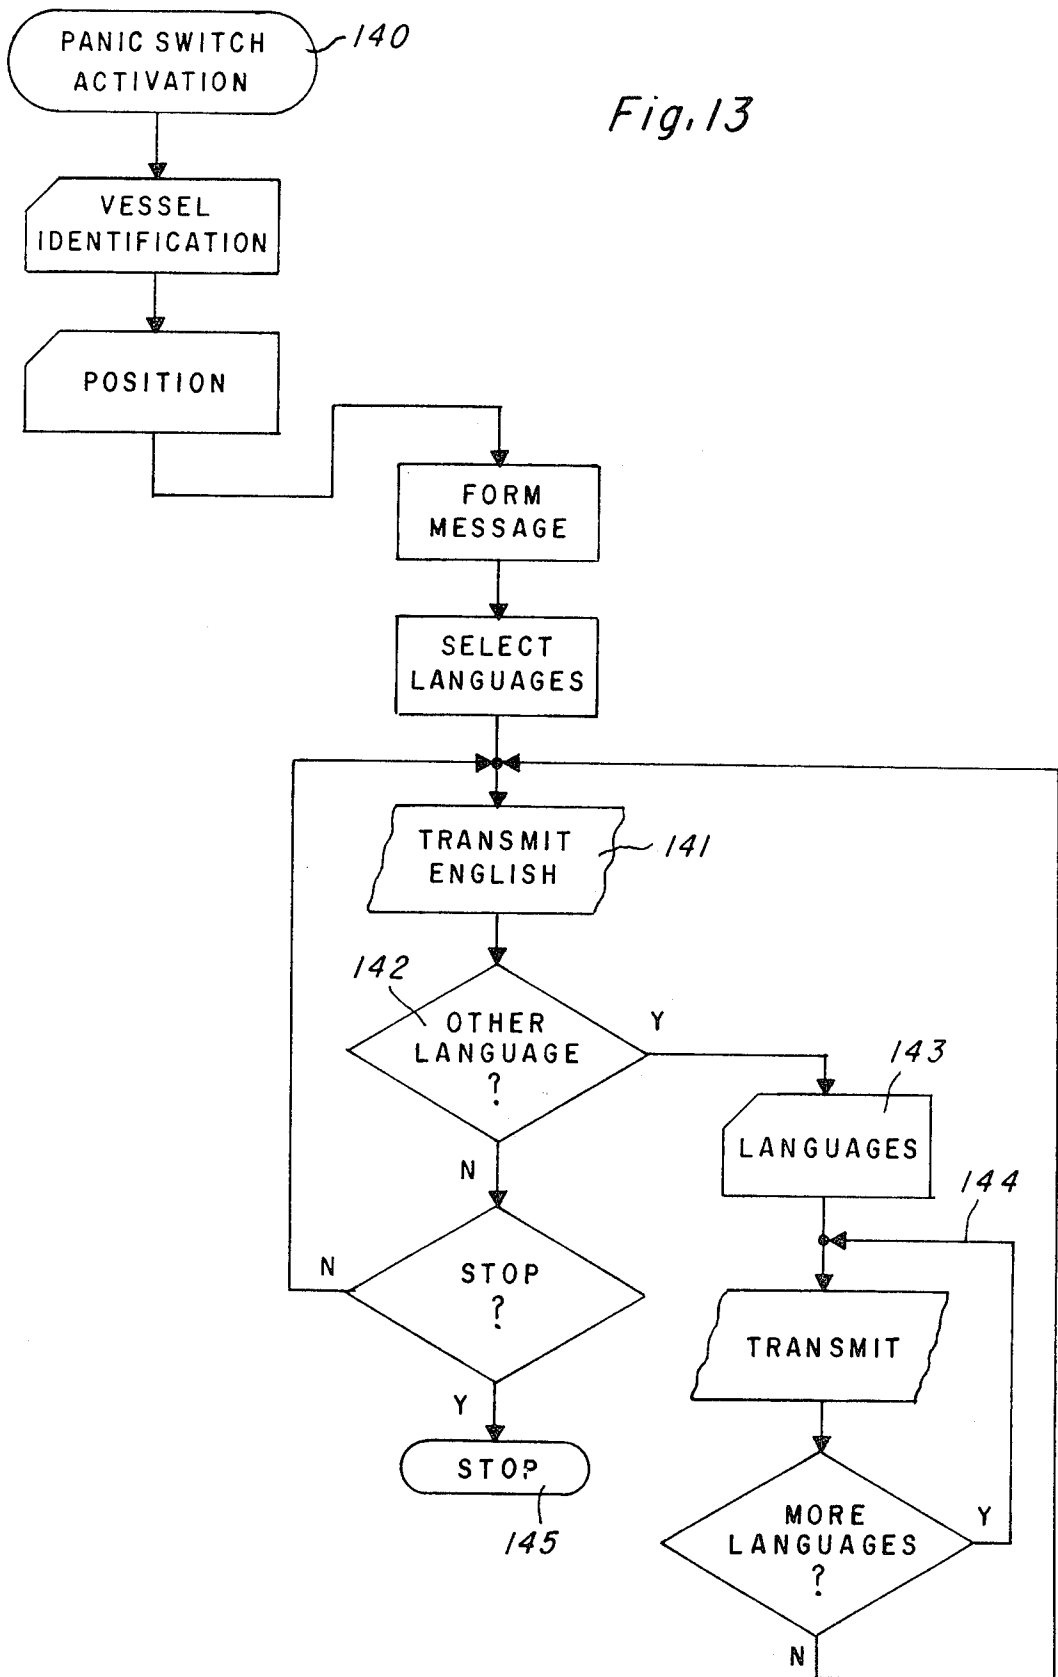 PANIC SWITCH
ACTIVATION
140
Fig. 13
VESSEL
IDENTIFICATION
POSITION
FORM
MESSAGE
SELECT
LANGUAGES
TRANSMIT
ENGLISH
141
142
OTHER
LANGUAGE
?
Y
N
143
LANGUAGES
144
STOP
?
N
Y
STOP
145
TRANSMIT
MORE
LANGUAGES
?
Y
N